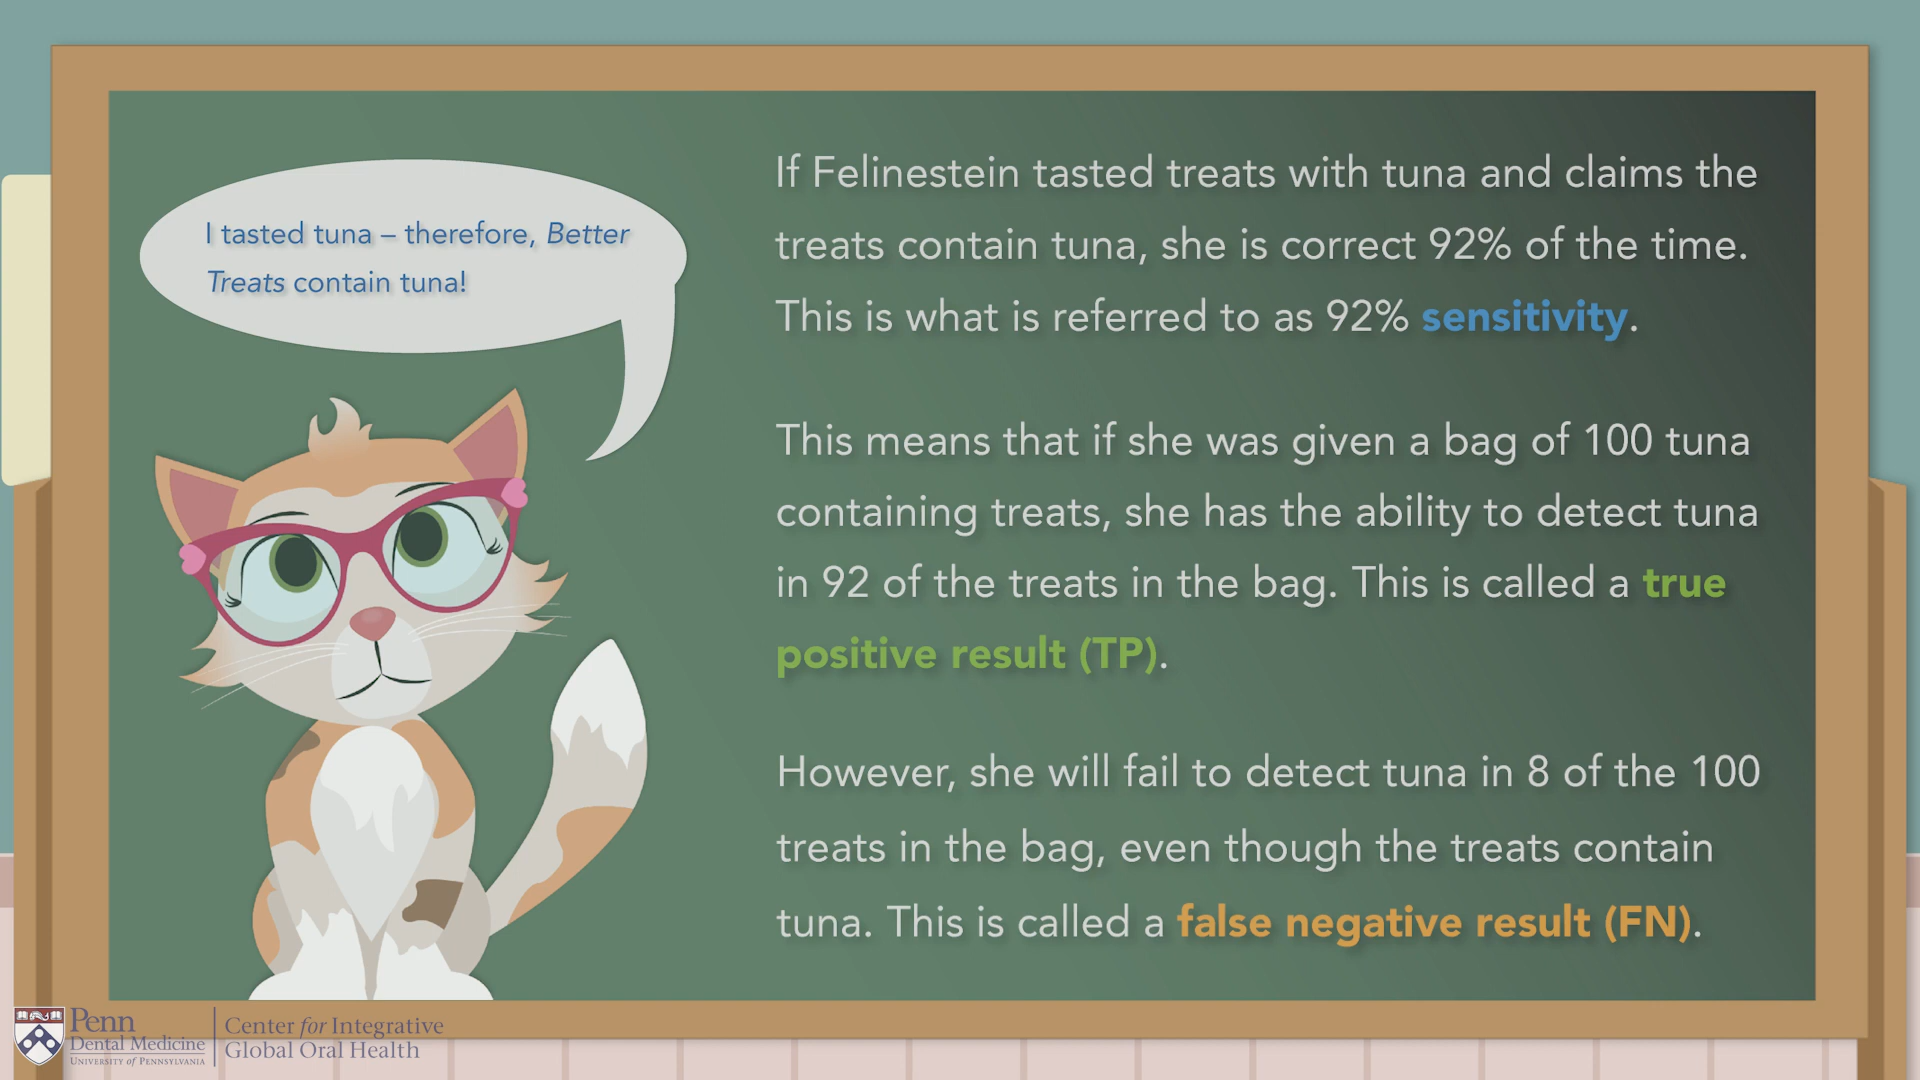 I tasted tuna – therefore, Better
Treats contain tuna!
If Felinestein tasted treats with tuna and claims the
treats contain tuna, she is correct 92% of the time.
This is what is referred to as 92% sensitivity.
This means that if she was given a bag of 100 tuna
containing treats, she has the ability to detect tuna
in 92 of the treats in the bag. This is called a true
positive result (TP).
However, she will fail to detect tuna in 8 of the 100
treats in the bag, even though the treats contain
tuna. This is called a false negative result (FN).
Penn
Dental Medicine
University of Pennsylvania
Center for Integrative
Global Oral Health